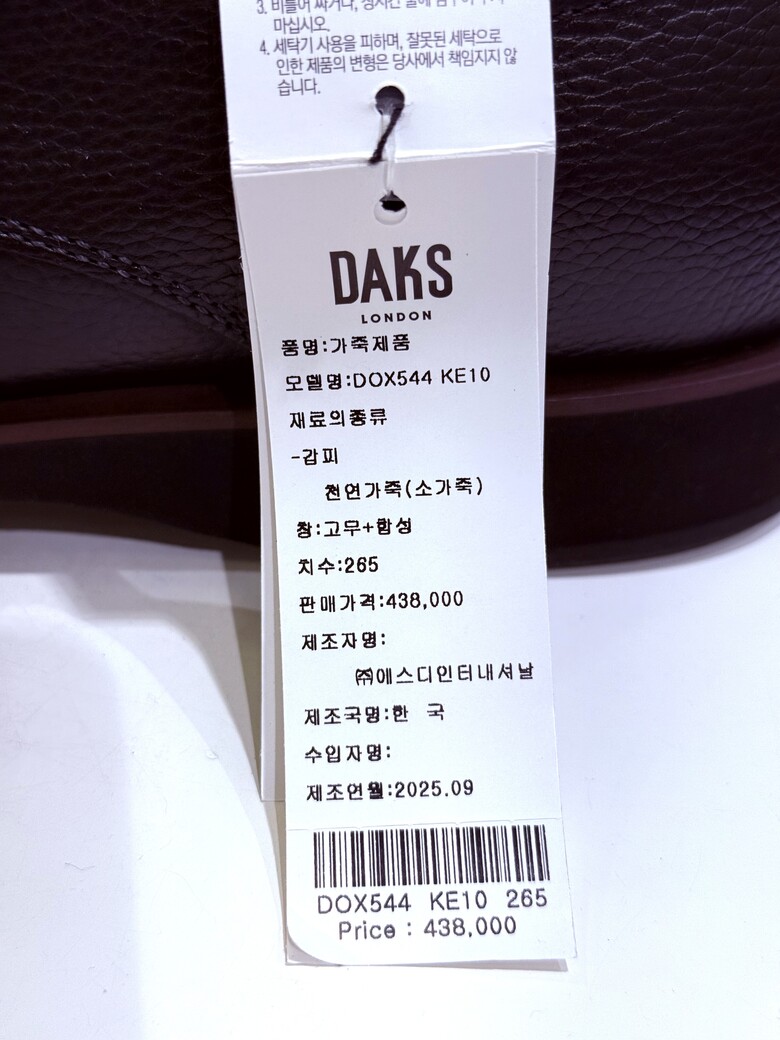 3. 비틀어 짜거나, 장시간 물에 담구어 두지
마십시오.
4. 세탁기 사용을 피하며, 잘못된 세탁으로
인한 제품의 변형은 당사에서 책임지지 않
습니다.
DAKS
LONDON
품명:가죽제품
모델명:DOX544 KE10
재료의종류
-갑피
천연가죽(소가죽)
창:고무+합성
치수:265
판매가격:438,000
제조자명:
㈜에스디인터내셔날
제조국명:한 국
수입자명:
제조연월:2025.09
DOX544 KE10 265
Price : 438,000